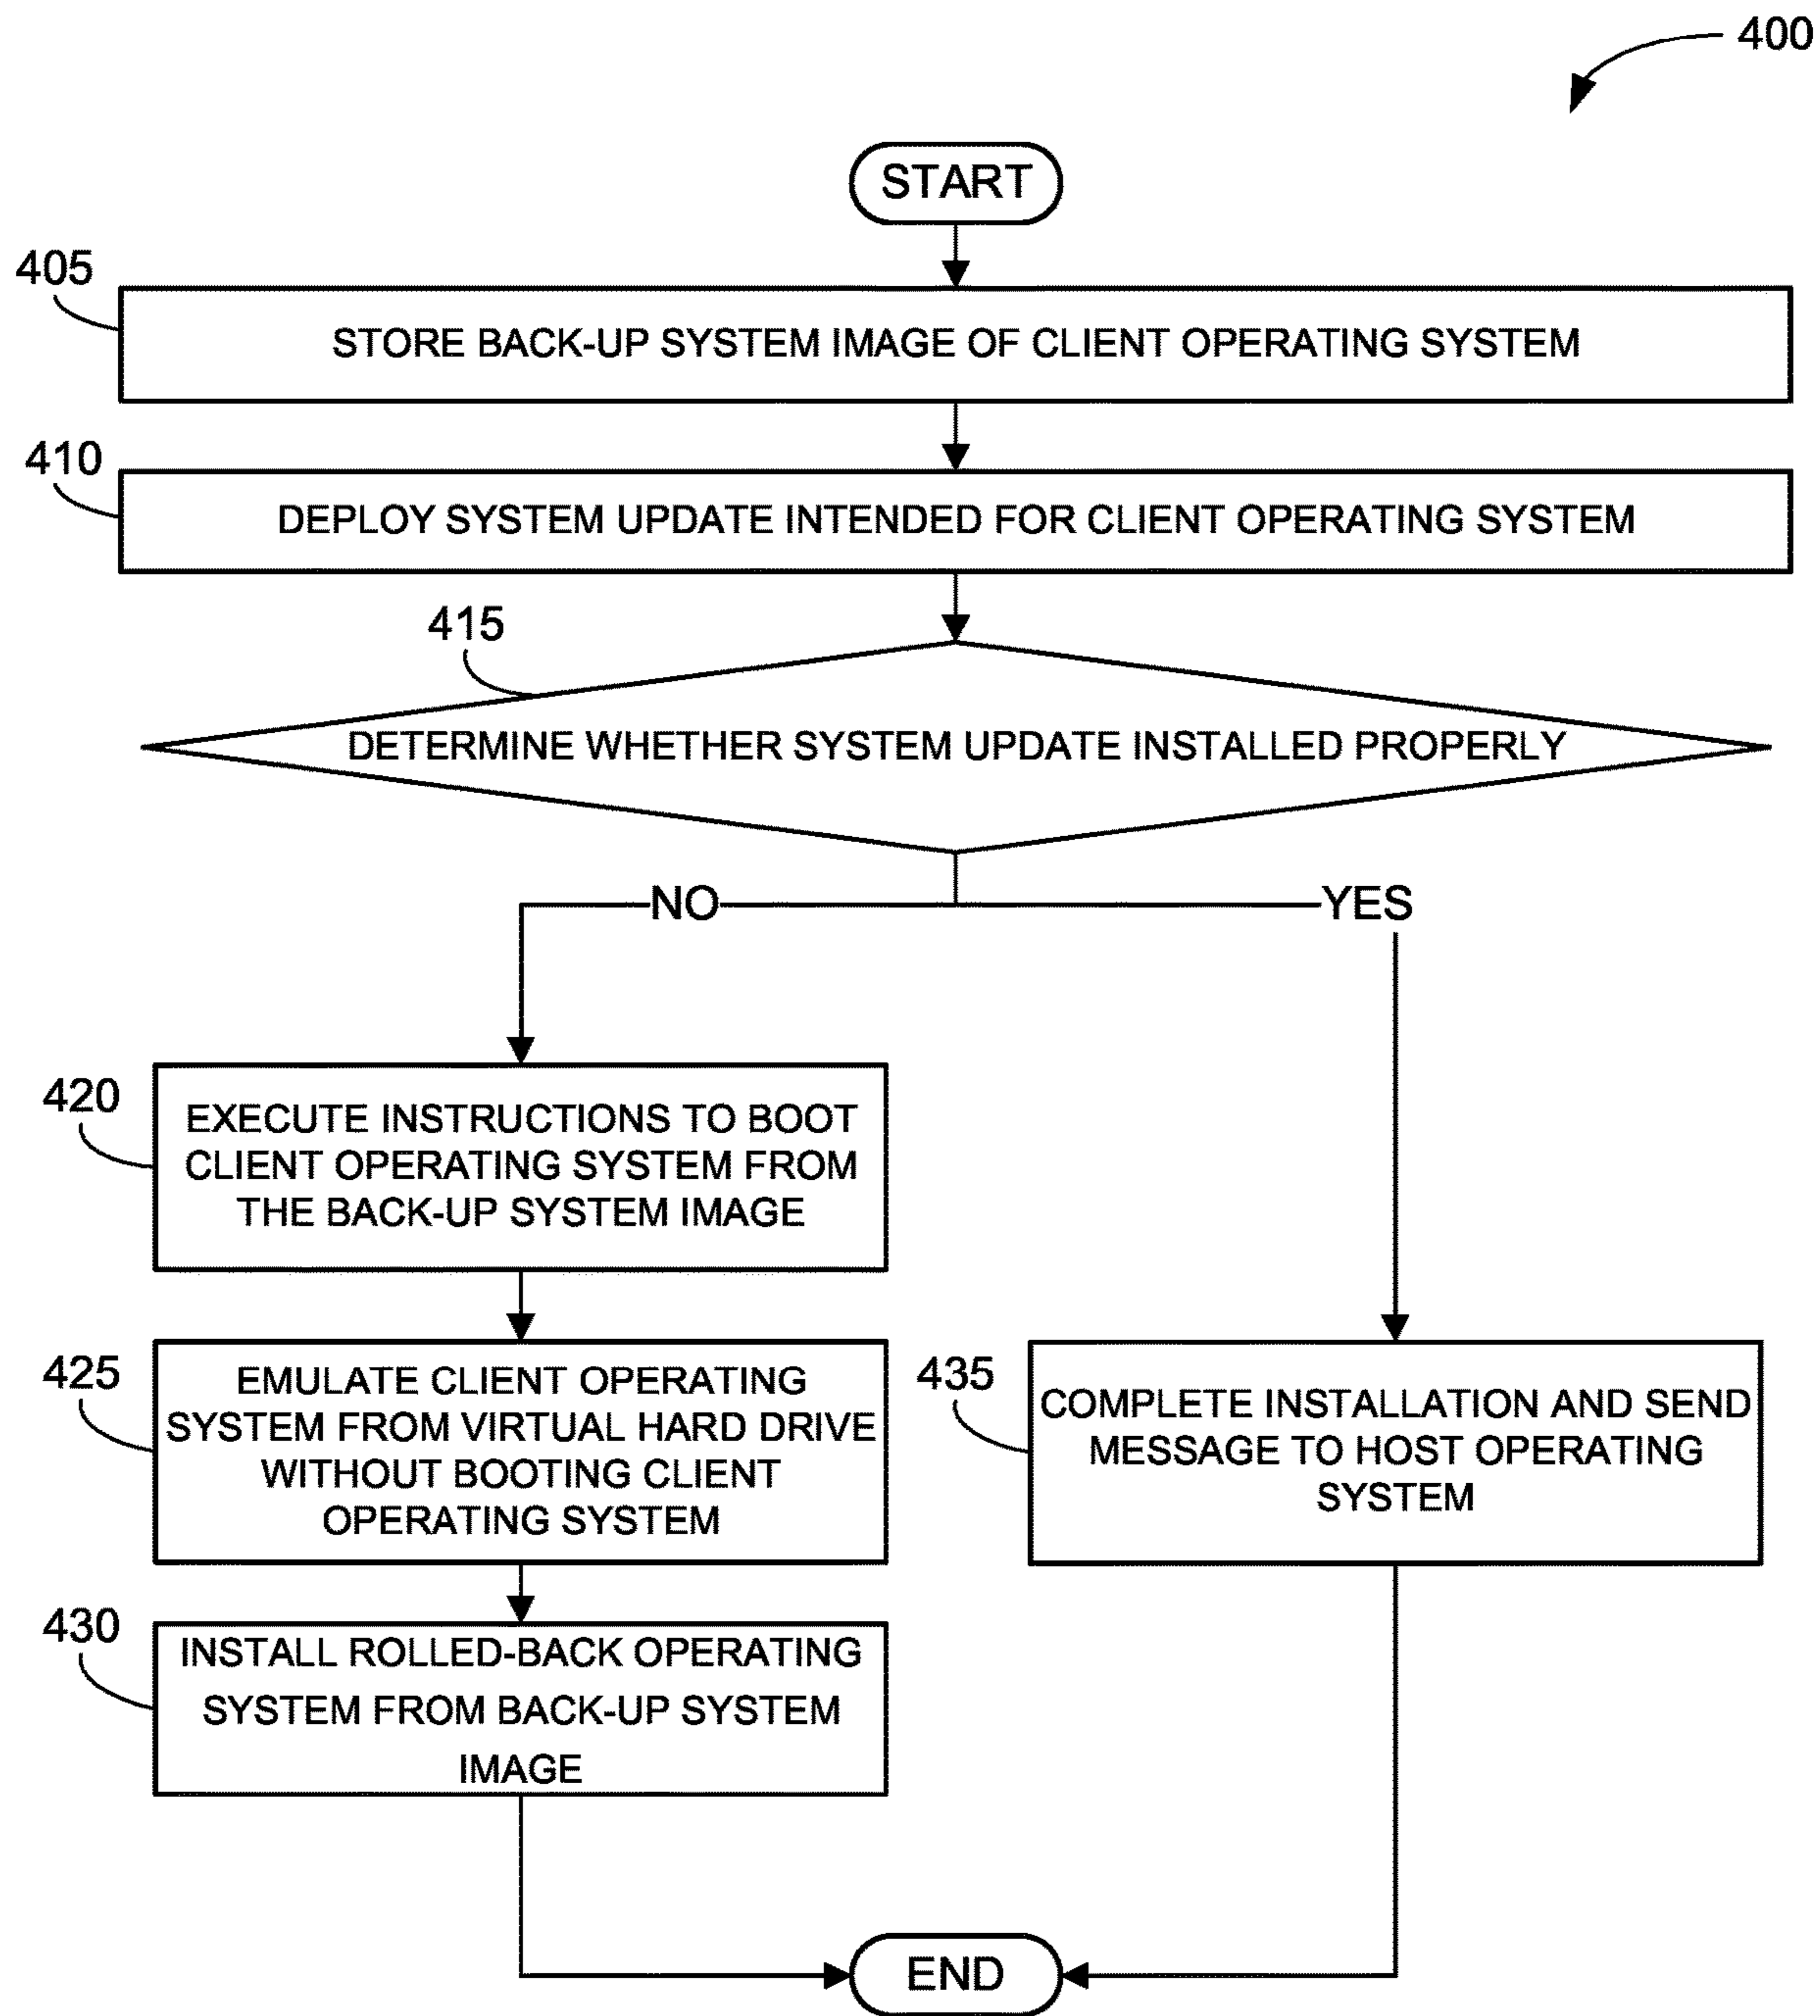 400
START
405
STORE BACK-UP SYSTEM IMAGE OF CLIENT OPERATING SYSTEM
410
DEPLOY SYSTEM UPDATE INTENDED FOR CLIENT OPERATING SYSTEM
415
DETERMINE WHETHER SYSTEM UPDATE INSTALLED PROPERLY
NO
YES
420
EXECUTE INSTRUCTIONS TO BOOT
CLIENT OPERATING SYSTEM FROM
THE BACK-UP SYSTEM IMAGE
425
EMULATE CLIENT OPERATING
SYSTEM FROM VIRTUAL HARD DRIVE
WITHOUT BOOTING CLIENT
OPERATING SYSTEM
435
COMPLETE INSTALLATION AND SEND
MESSAGE TO HOST OPERATING
SYSTEM
430
INSTALL ROLLED-BACK OPERATING
SYSTEM FROM BACK-UP SYSTEM
IMAGE
END